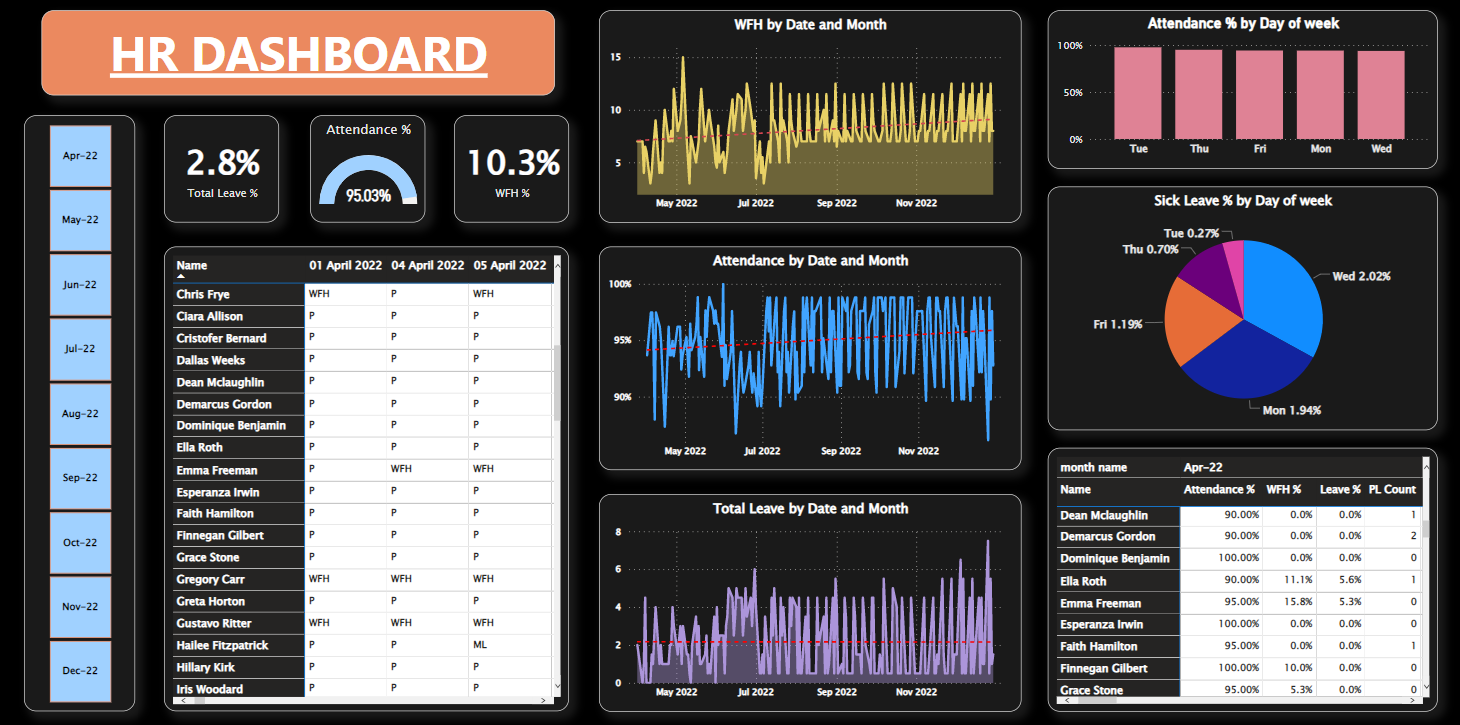 HR DASHBOARD
Apr-22
May-22
Jun-22
Jul-22
Aug-22
Sep-22
Oct-22
Nov-22
Dec-22
2.8%
Total Leave %
Attendance %
95.03%
10.3%
WFH %
Name 01 April 2022 04 April 2022 05 April 2022
Chris Frye WFH P WFH
Ciara Allison P P P
Cristofer Bernard P P P
Dallas Weeks P P P
Dean Mclaughlin P P P
Demarcus Gordon P P P
Dominique Benjamin P P P
Ella Roth P P P
Emma Freeman P WFH WFH
Esperanza Irwin P P P
Faith Hamilton P P P
Finnegan Gilbert P P P
Grace Stone P P P
Gregory Carr WFH WFH WFH
Greta Horton P P P
Gustavo Ritter WFH WFH WFH
Hailee Fitzpatrick P P ML
Hillary Kirk P P P
Iris Woodard P P P
WFH by Date and Month
15
10
5
May 2022 Jul 2022 Sep 2022 Nov 2022
Attendance by Date and Month
100%
95%
90%
May 2022 Jul 2022 Sep 2022 Nov 2022
Total Leave by Date and Month
8
6
4
2
0
May 2022 Jul 2022 Sep 2022 Nov 2022
Attendance % by Day of week
100%
50%
0%
Tue Thu Fri Mon Wed
Sick Leave % by Day of week
Tue 0.27%
Thu 0.70%
Wed 2.02%
Fri 1.19%
Mon 1.94%
month name Apr-22
Name Attendance % WFH % Leave % PL Count
Dean Mclaughlin 90.00% 0.0% 0.0% 1
Demarcus Gordon 90.00% 0.0% 0.0% 2
Dominique Benjamin 100.00% 0.0% 0.0% 0
Ella Roth 90.00% 11.1% 5.6% 1
Emma Freeman 95.00% 15.8% 5.3% 0
Esperanza Irwin 100.00% 0.0% 0.0% 0
Faith Hamilton 95.00% 0.0% 0.0% 1
Finnegan Gilbert 100.00% 10.0% 0.0% 0
Grace Stone 95.00% 5.3% 0.0% 0